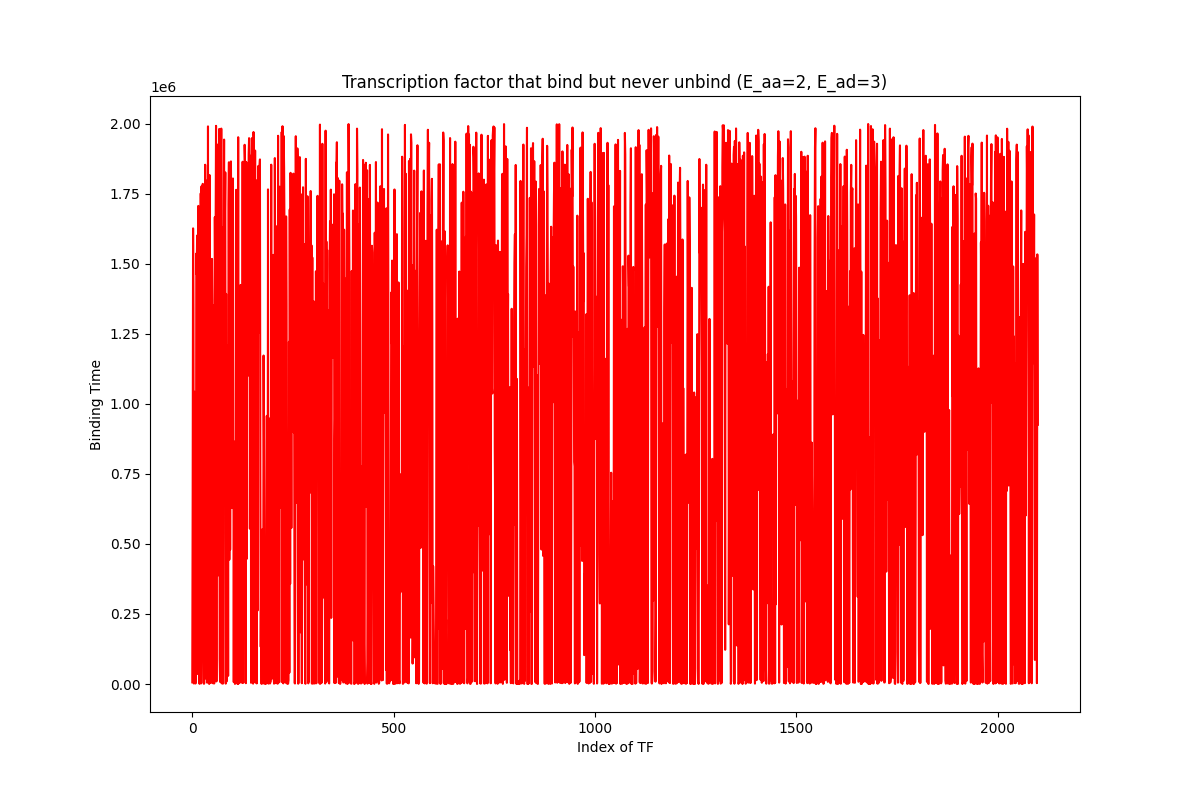 Transcription factor that bind but never unbind (E_aa=2, E_ad=3)
1e6
2.00
1.75
1.50
1.25
1.00
0.75
0.50
0.25
0.00
Binding Time
0 500 1000 1500 2000
Index of TF